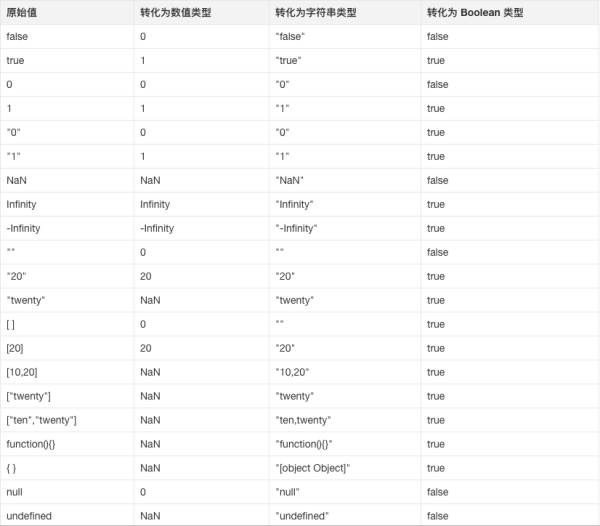 原始值 转化为数值类型 转化为字符串类型 转化为 Boolean 类型
false 0 "false" false
true 1 "true" true
0 0 "0" false
1 1 "1" true
"0" 0 "0" true
"1" 1 "1" true
NaN NaN "NaN" false
Infinity Infinity "Infinity" true
-Infinity -Infinity "-Infinity" true
"" 0 "" false
"20" 20 "20" true
"twenty" NaN "twenty" true
[ ] 0 "" true
[20] 20 "20" true
[10,20] NaN "10,20" true
["twenty"] NaN "twenty" true
["ten","twenty"] NaN "ten,twenty" true
function(){} NaN "function(){}" true
{ } NaN "[object Object]" true
null 0 "null" false
undefined NaN "undefined" false